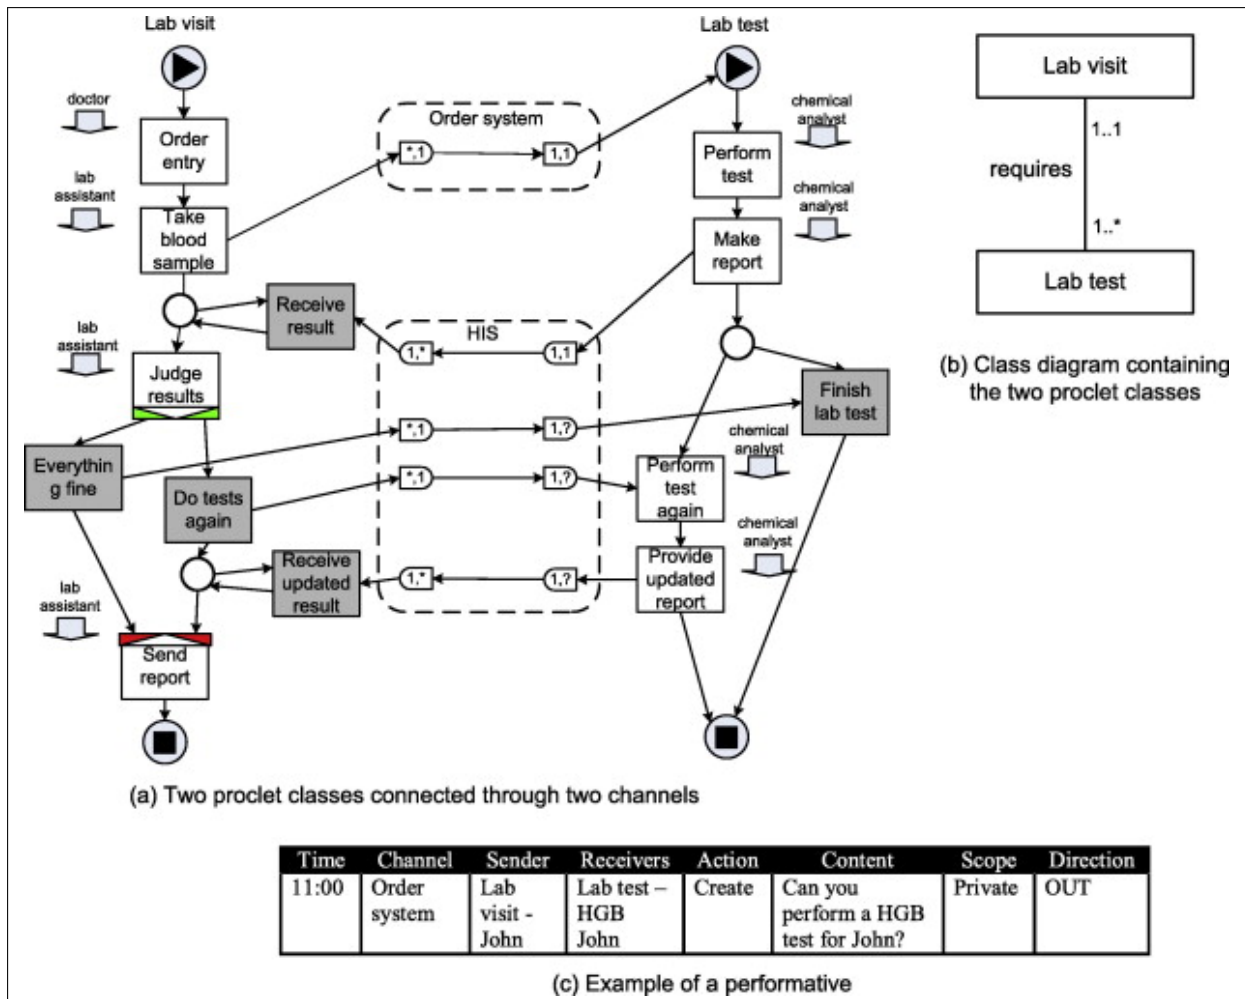 Lab visit
Lab test
doctor
Order
entry
lab
assistant
Take
blood
sample
Order system
*,1
1,1
chemical
analyst
Perform
test
chemical
analyst
Make
report
Receive
result
HIS
1,*
1,1
lab
assistant
Judge
results
*,1
1,?
Finish
lab test
Everythin
g fine
Do tests
again
*,1
1,?
chemical
analyst
Perform
test
again
chemical
analyst
Receive
updated
result
1,*
1,?
Provide
updated
report
lab
assistant
Send
report
(a) Two proclet classes connected through two channels
Lab visit
1..1
requires
1..*
Lab test
(b) Class diagram containing
the two proclet classes
Time Channel Sender Receivers Action Content Scope Direction
11:00 Order Lab Lab test – Create Can you Private OUT
system visit - HGB perform a HGB
John John test for John?
(c) Example of a performative